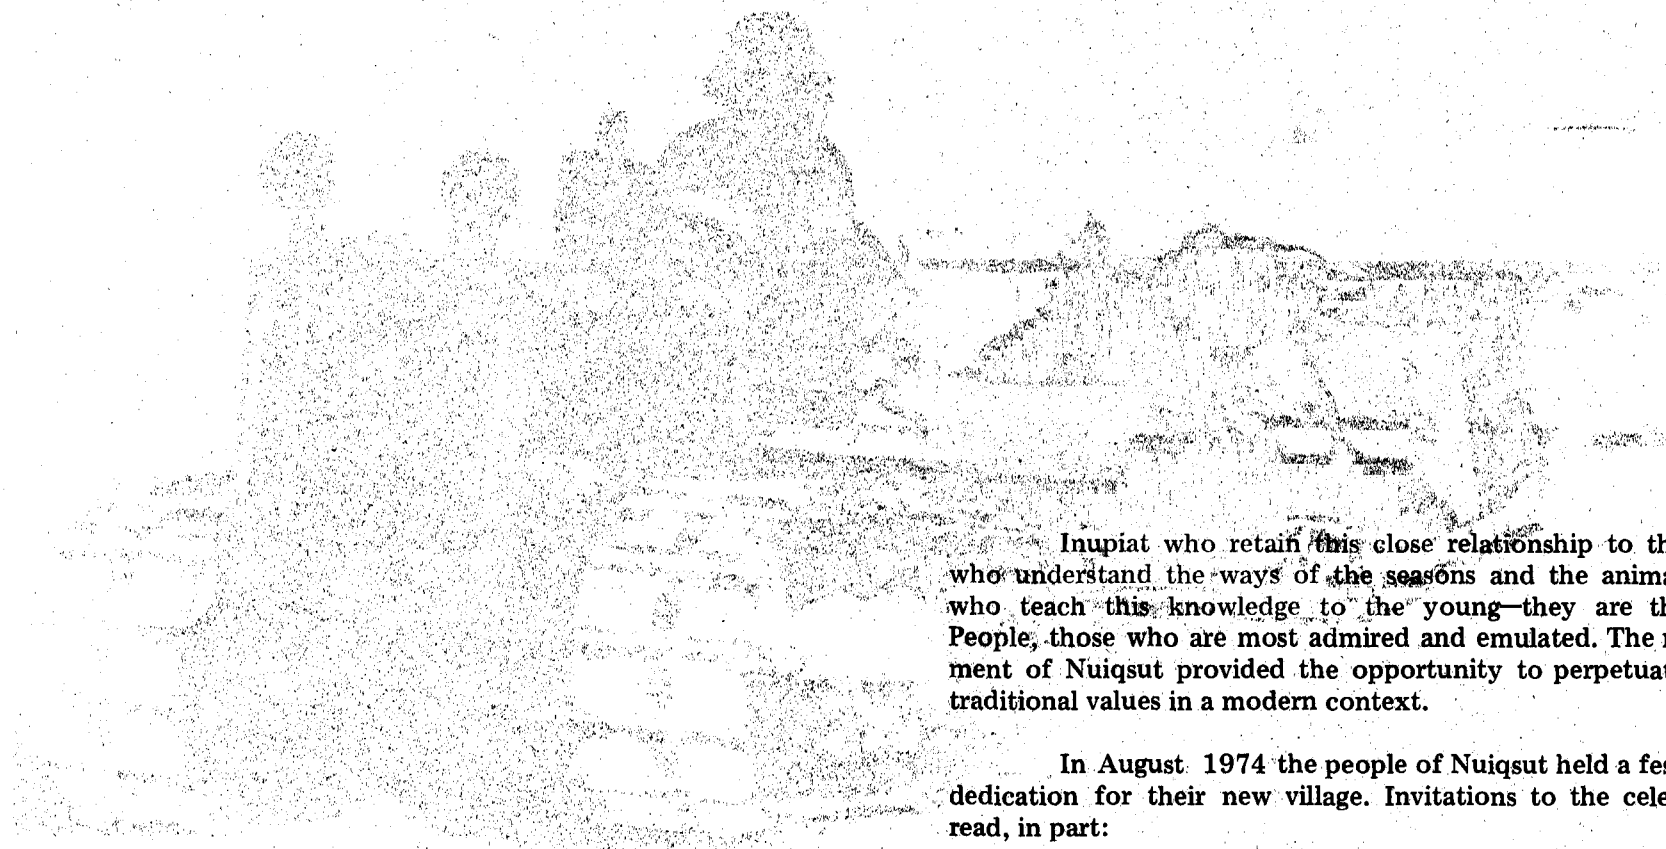 Inupiat who retain this close relationship to th
who understand the ways of the seasons and the anima
who teach this knowledge to the young—they are th
People, those who are most admired and emulated. The
ment of Nuiqsut provided the opportunity to perpetuat
traditional values in a modern context.
In August 1974 the people of Nuiqsut held a fes
dedication for their new village. Invitations to the cele
read, in part: